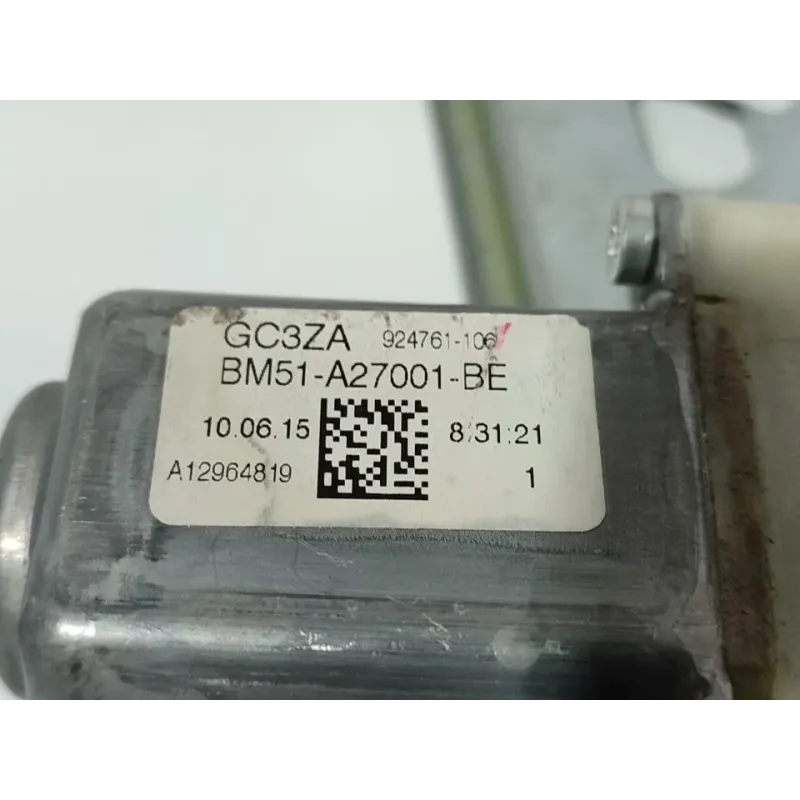 GC3ZA 924761-106
BM51-A27001-BE
10.06.15 8:31:21
A12964819 1